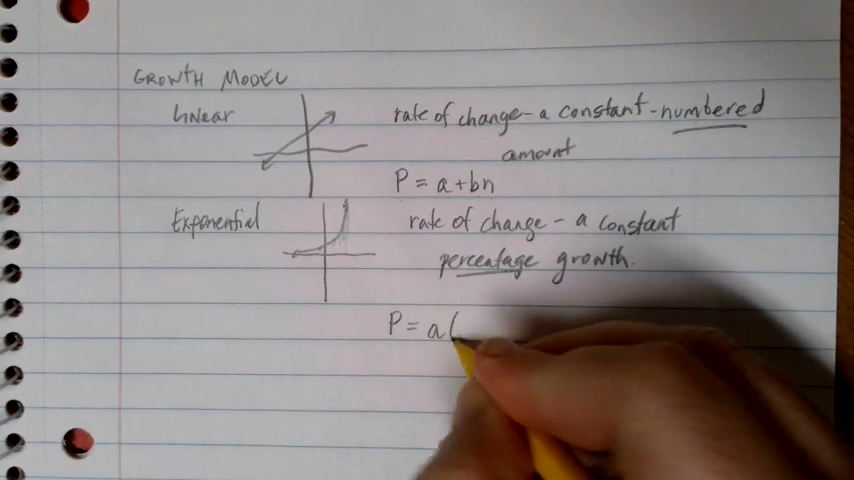 GROWTH MODEL
Linear rate of change - a constant - numbered
amount
P = a + bn
Exponential rate of change - a constant
percentage growth.
P = a (